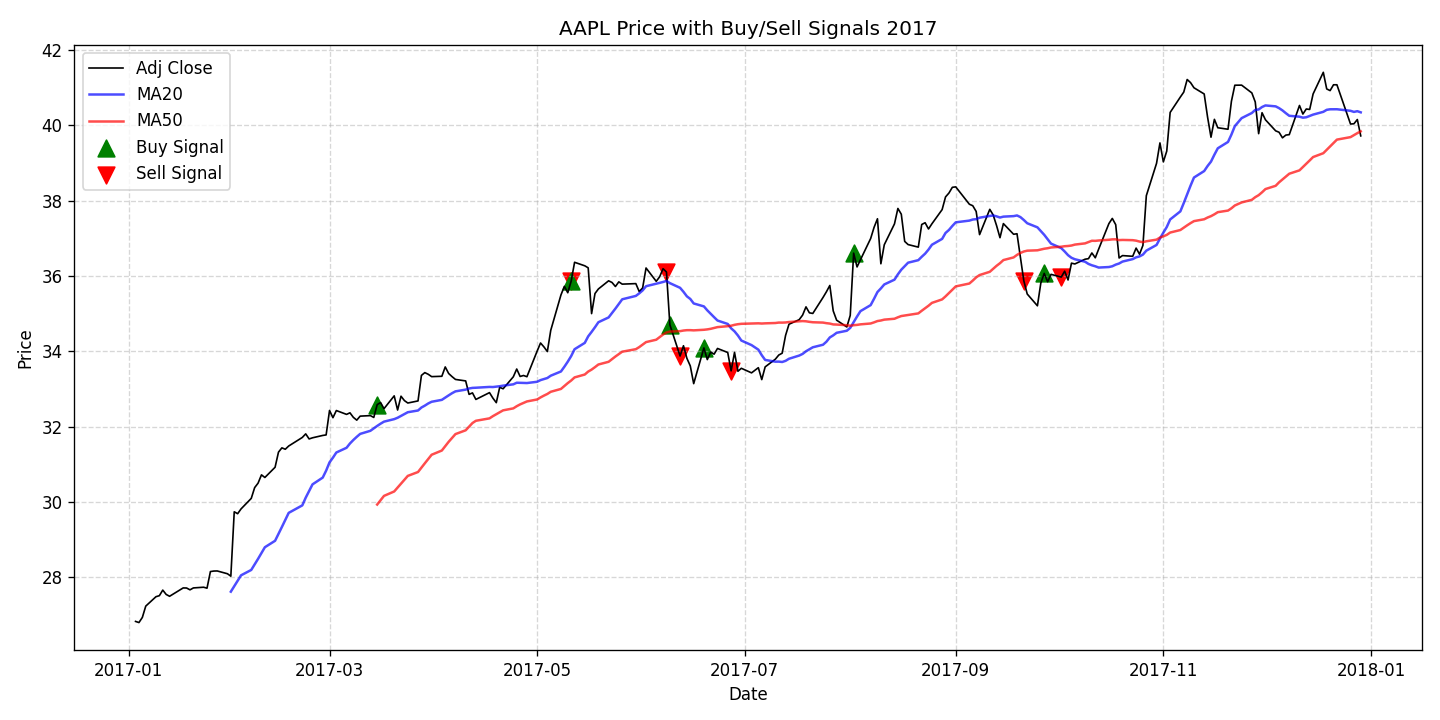 AAPL Price with Buy/Sell Signals 2017
Adj Close
MA20
MA50
Buy Signal
Sell Signal
42
40
38
36
34
32
30
28
Price
2017-01
2017-03
2017-05
2017-07
2017-09
2017-11
2018-01
Date